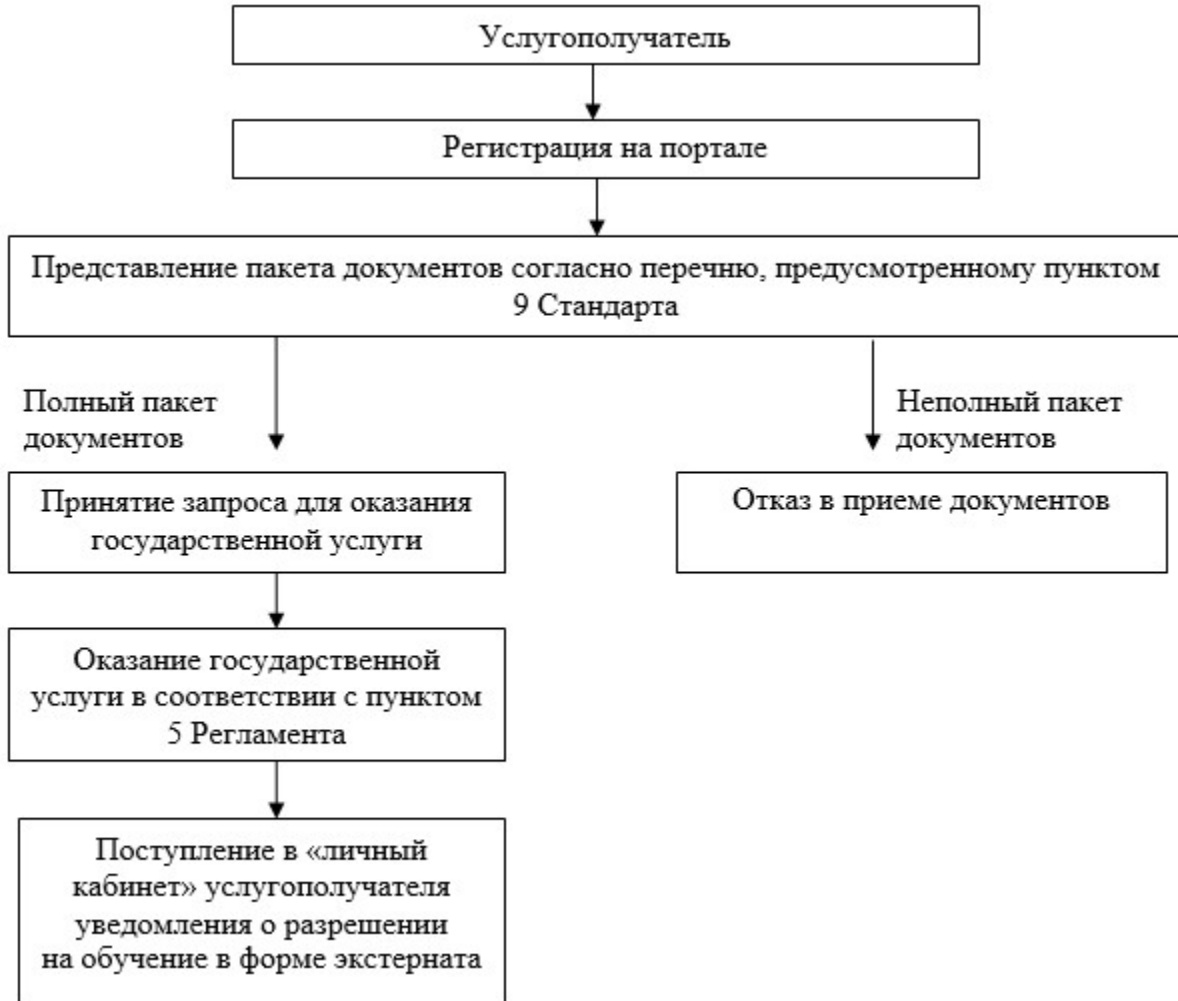 Услугополучатель
Регистрация на портале
Представление пакета документов согласно перечню, предусмотренному пунктом
9 Стандарта
Полный пакет
документов
Неполный пакет
документов
Принятие запроса для оказания
государственной услуги
Отказ в приеме документов
Оказание государственной
услуги в соответствии с пунктом
5 Регламента
Поступление в «личный
кабинет» услугополучателя
уведомления о разрешении
на обучение в форме экстерната